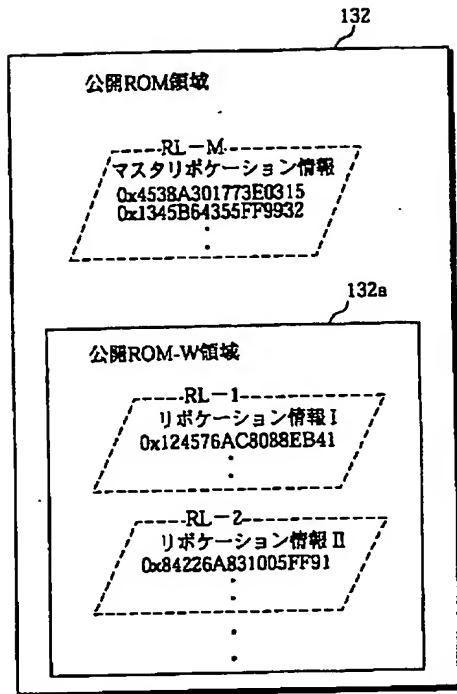 132
公開ROM領域
RL-M
マスタリボケーション情報
0x4538A301773E0315
0x1345B64355FF9932
132a
公開ROM-W領域
RL-1
リボケーション情報Ⅰ
0x124576AC8088EB41
RL-2
リボケーション情報Ⅱ
0x84226A831005FF91